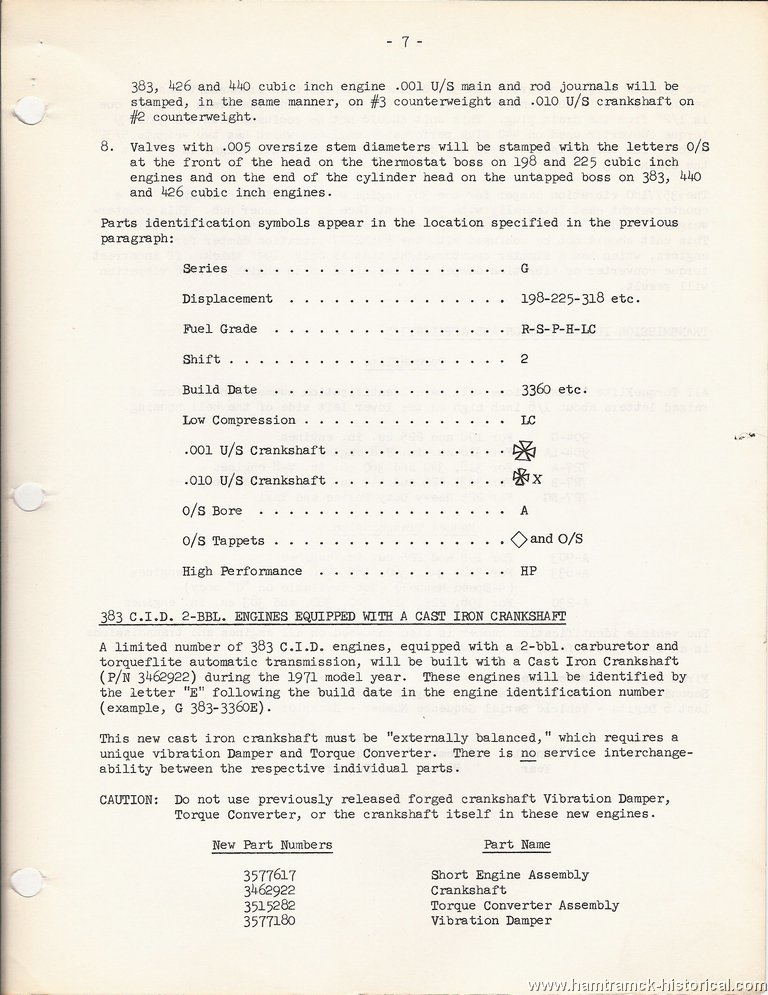 - 7 -
383, 426 and 440 cubic inch engine .001 U/S main and rod journals will be
stamped, in the same manner, on #3 counterweight and .010 U/S crankshaft on
#2 counterweight.
8. Valves with .005 oversize stem diameters will be stamped with the letters O/S
at the front of the head on the thermostat boss on 198 and 225 cubic inch
engines and on the end of the cylinder head on the untapped boss on 383, 440
and 426 cubic inch engines.
Parts identification symbols appear in the location specified in the previous
paragraph:
Series . . . . . . . . . . . . . . . . . . G
Displacement . . . . . . . . . . . . . . . 198-225-318 etc.
Fuel Grade . . . . . . . . . . . . . . . . R-S-P-H-LC
Shift . . . . . . . . . . . . . . . . . . . 2
Build Date . . . . . . . . . . . . . . . . 3360 etc.
Low Compression . . . . . . . . . . . . . . LC
.001 U/S Crankshaft . . . . . . . . . . . . ✠
.010 U/S Crankshaft . . . . . . . . . . . . ✠ X
O/S Bore . . . . . . . . . . . . . . . . . A
O/S Tappets . . . . . . . . . . . . . . . . ◇ and O/S
High Performance . . . . . . . . . . . . . HP
383 C.I.D. 2-BBL. ENGINES EQUIPPED WITH A CAST IRON CRANKSHAFT
A limited number of 383 C.I.D. engines, equipped with a 2-bbl. carburetor and
torqueflite automatic transmission, will be built with a Cast Iron Crankshaft
(P/N 3462922) during the 1971 model year. These engines will be identified by
the letter "E" following the build date in the engine identification number
(example, G 383-3360E).
This new cast iron crankshaft must be "externally balanced," which requires a
unique vibration Damper and Torque Converter. There is no service interchange-
ability between the respective individual parts.
CAUTION: Do not use previously released forged crankshaft Vibration Damper,
Torque Converter, or the crankshaft itself in these new engines.
New Part Numbers Part Name
3577617 Short Engine Assembly
3462922 Crankshaft
3515282 Torque Converter Assembly
3577180 Vibration Damper
www.hamtramck-historical.com